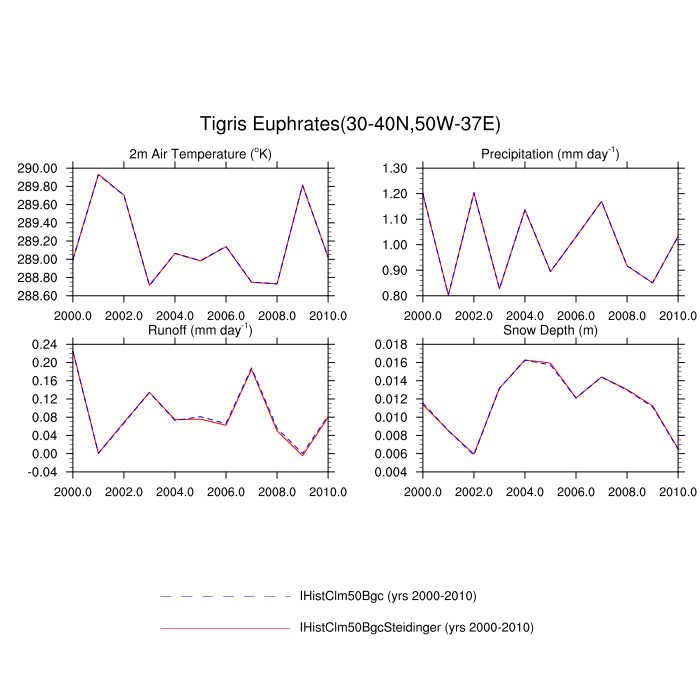 Tigris Euphrates(30-40N,50W-37E)
2m Air Temperature (°K)
290.00
289.80
289.60
289.40
289.20
289.00
288.80
288.60
2000.0 2002.0 2004.0 2006.0 2008.0 2010.0
Precipitation (mm day⁻¹)
1.30
1.20
1.10
1.00
0.90
0.80
2000.0 2002.0 2004.0 2006.0 2008.0 2010.0
Runoff (mm day⁻¹)
0.24
0.20
0.16
0.12
0.08
0.04
0.00
-0.04
2000.0 2002.0 2004.0 2006.0 2008.0 2010.0
Snow Depth (m)
0.018
0.016
0.014
0.012
0.010
0.008
0.006
0.004
2000.0 2002.0 2004.0 2006.0 2008.0 2010.0
IHistClm50Bgc (yrs 2000-2010)
IHistClm50BgcSteidinger (yrs 2000-2010)